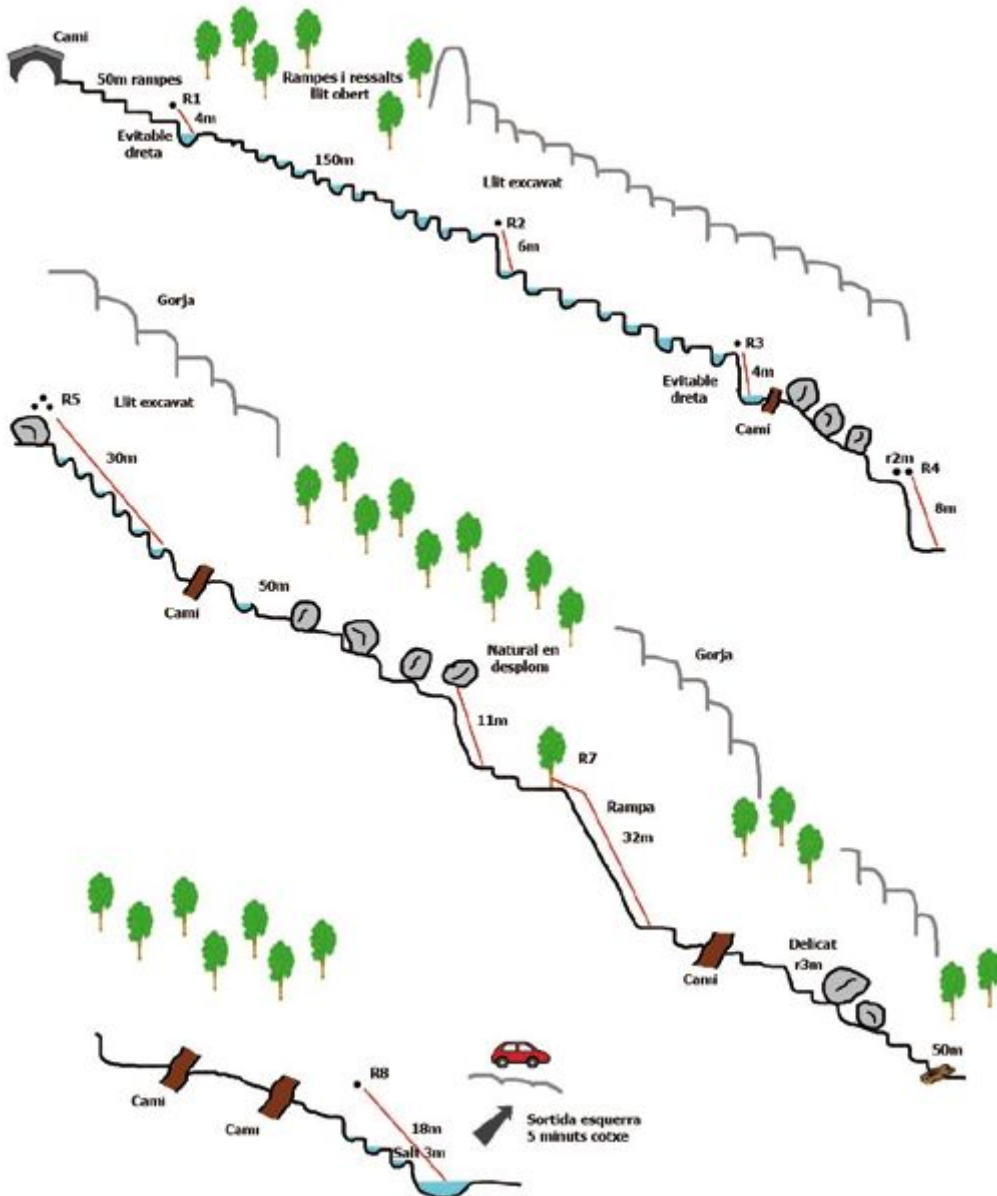 Camí
50m rampes
R1
4m
Evitable
dreta
Rampes i ressalts
llit obert
150m
Llit excavat
R2
6m
R3
4m
Evitable
dreta
Camí
r2m
R4
8m
Gorja
Llit excavat
R5
30m
Camí
50m
Natural en
desplom
11m
R7
Rampa
32m
Gorja
Camí
Delicat
r3m
50m
Camí
Camí
R8
18m
Salt 3m
Sortida esquerra
5 minuts cotxe